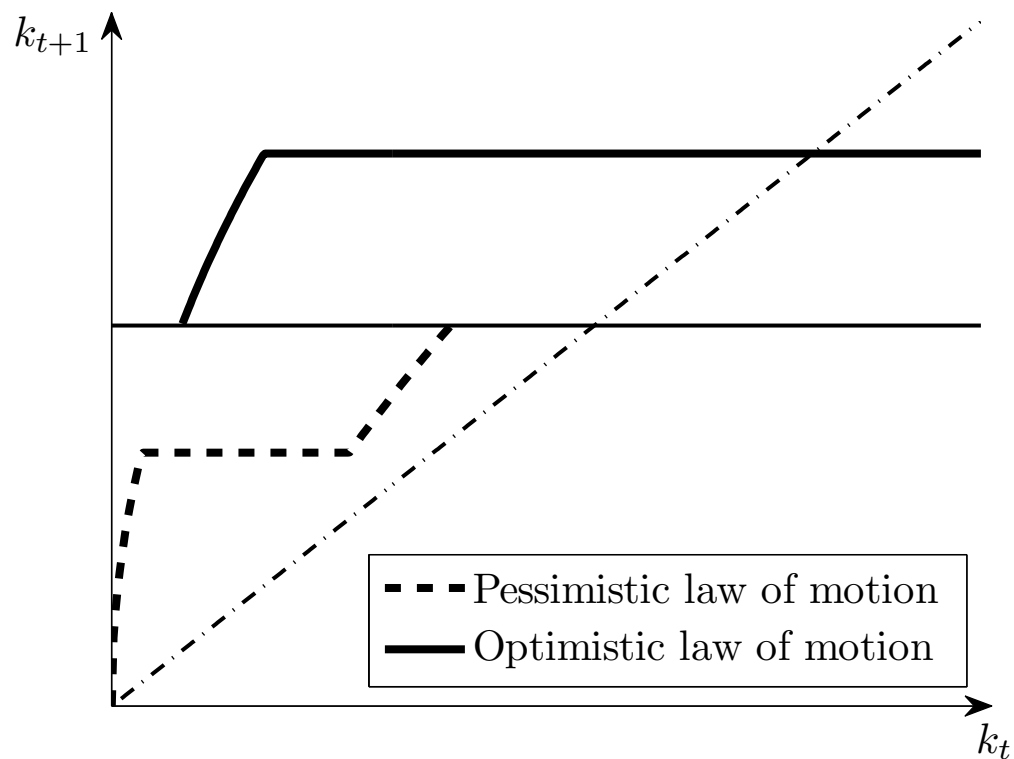 k_{t+1}
Pessimistic law of motion
Optimistic law of motion
k_t